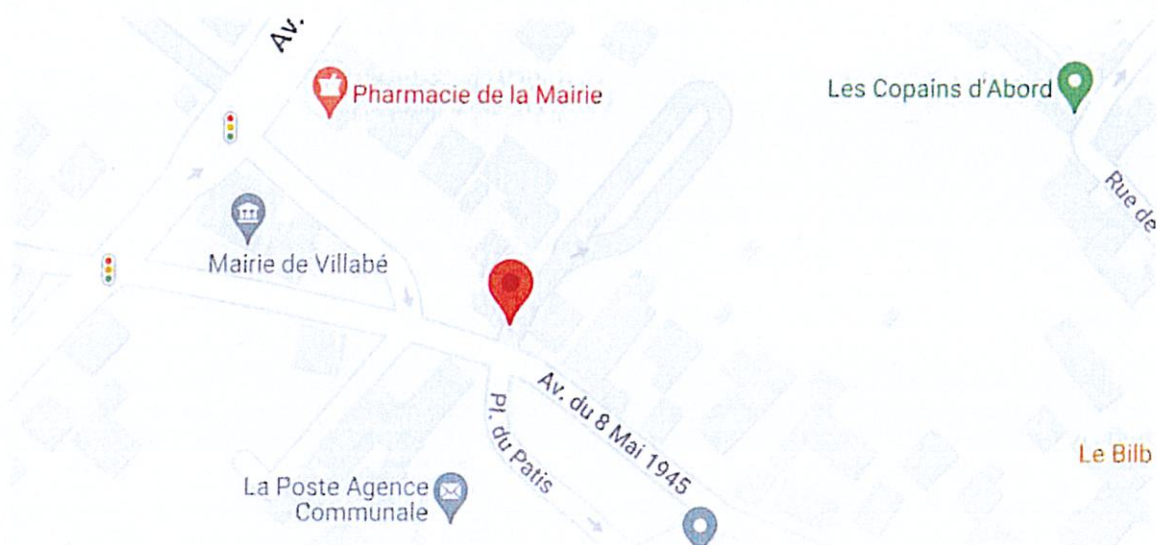 Av.
Pharmacie de la Mairie
Les Copains d'Abord
Rue de
Mairie de Villabé
Av. du 8 Mai 1945
Pl. du Patis
Le Bilb
La Poste Agence
Communale